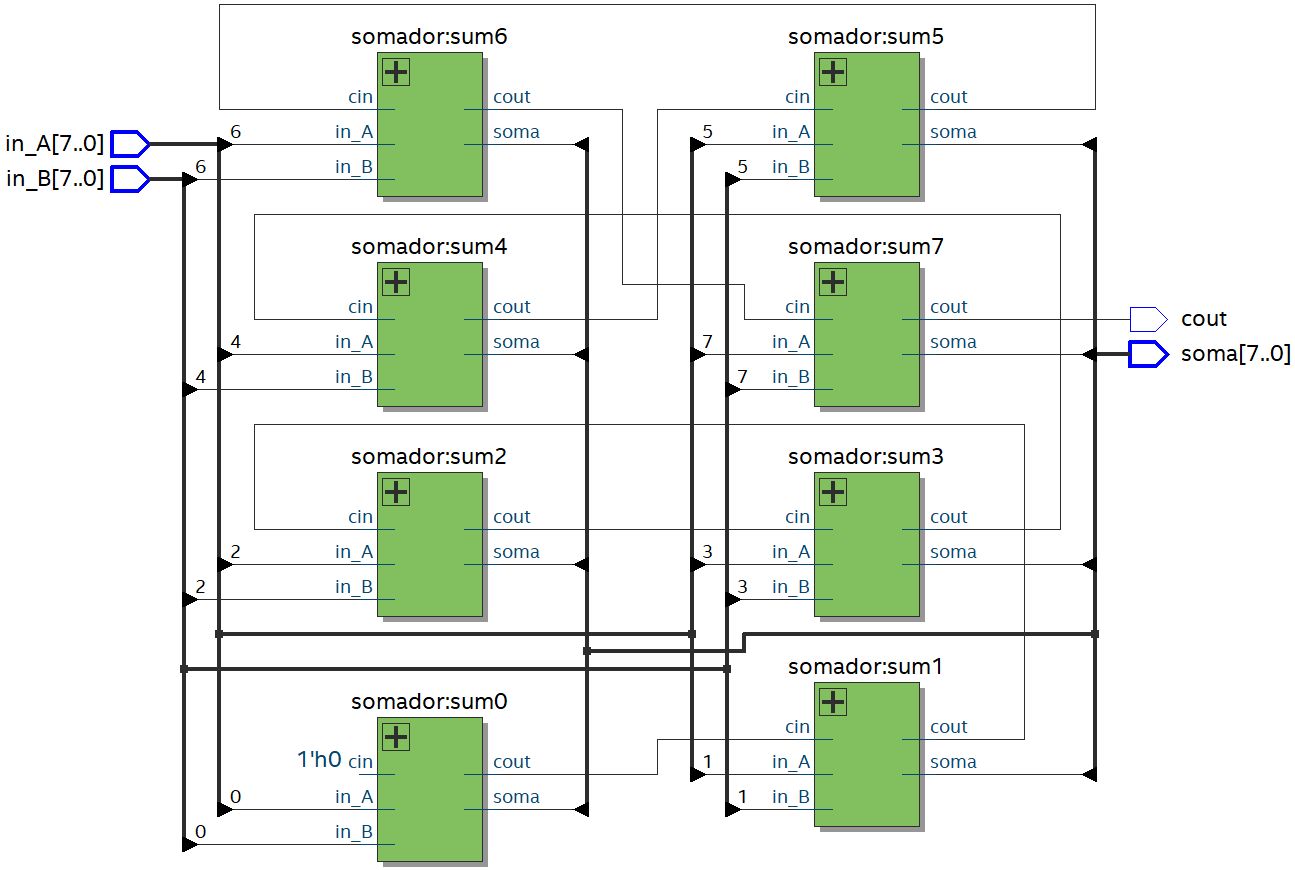 somador:sum6
somador:sum5
cin
cout
cin
cout
in_A[7..0]
6
in_A
soma
5
in_A
soma
in_B[7..0]
6
in_B
5
in_B
somador:sum4
somador:sum7
cin
cout
cin
cout
cout
4
in_A
soma
7
in_A
soma
soma[7..0]
4
in_B
7
in_B
somador:sum2
somador:sum3
cin
cout
cin
cout
2
in_A
soma
3
in_A
soma
2
in_B
3
in_B
somador:sum1
somador:sum0
cin
cout
1'h0 cin
cout
1
in_A
soma
0
in_A
soma
1
in_B
0
in_B